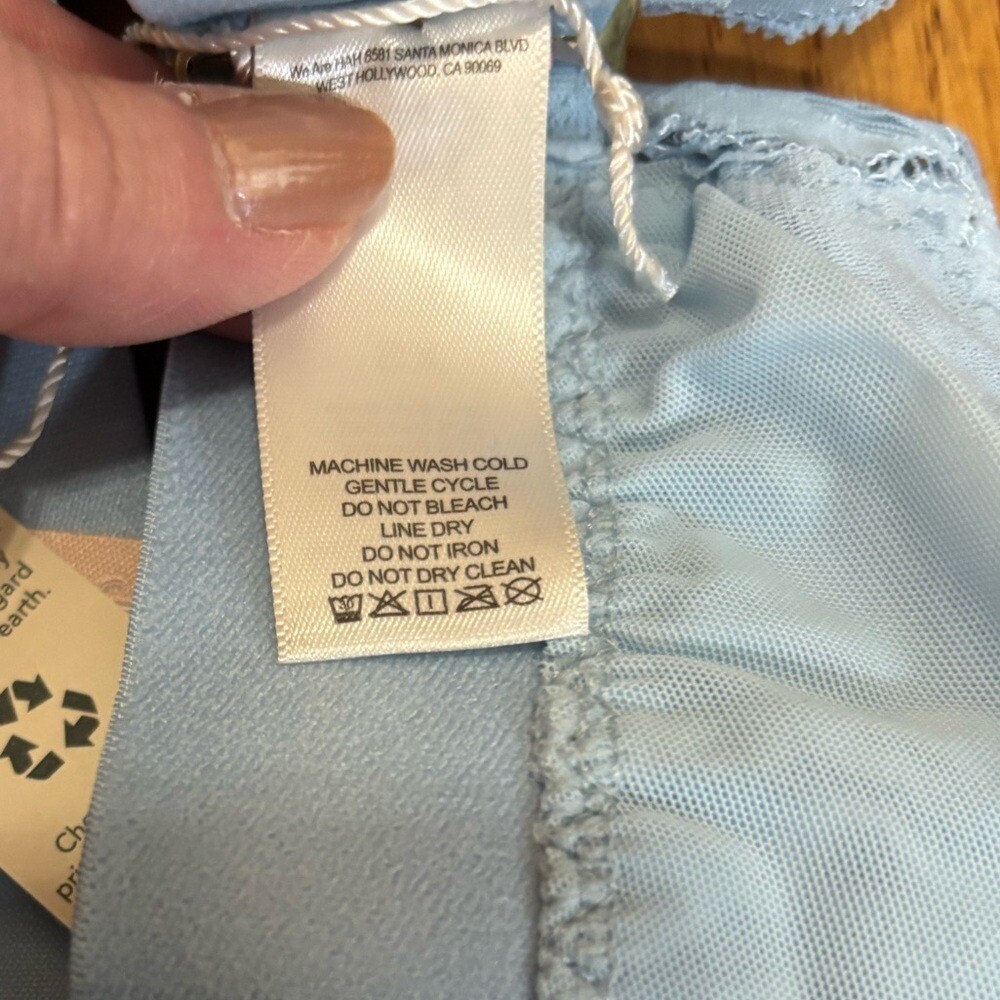 We Are HAH 8581 SANTA MONICA BLVD
WEST HOLLYWOOD, CA 90069
MACHINE WASH COLD
GENTLE CYCLE
DO NOT BLEACH
LINE DRY
DO NOT IRON
DO NOT DRY CLEAN
30
earth.